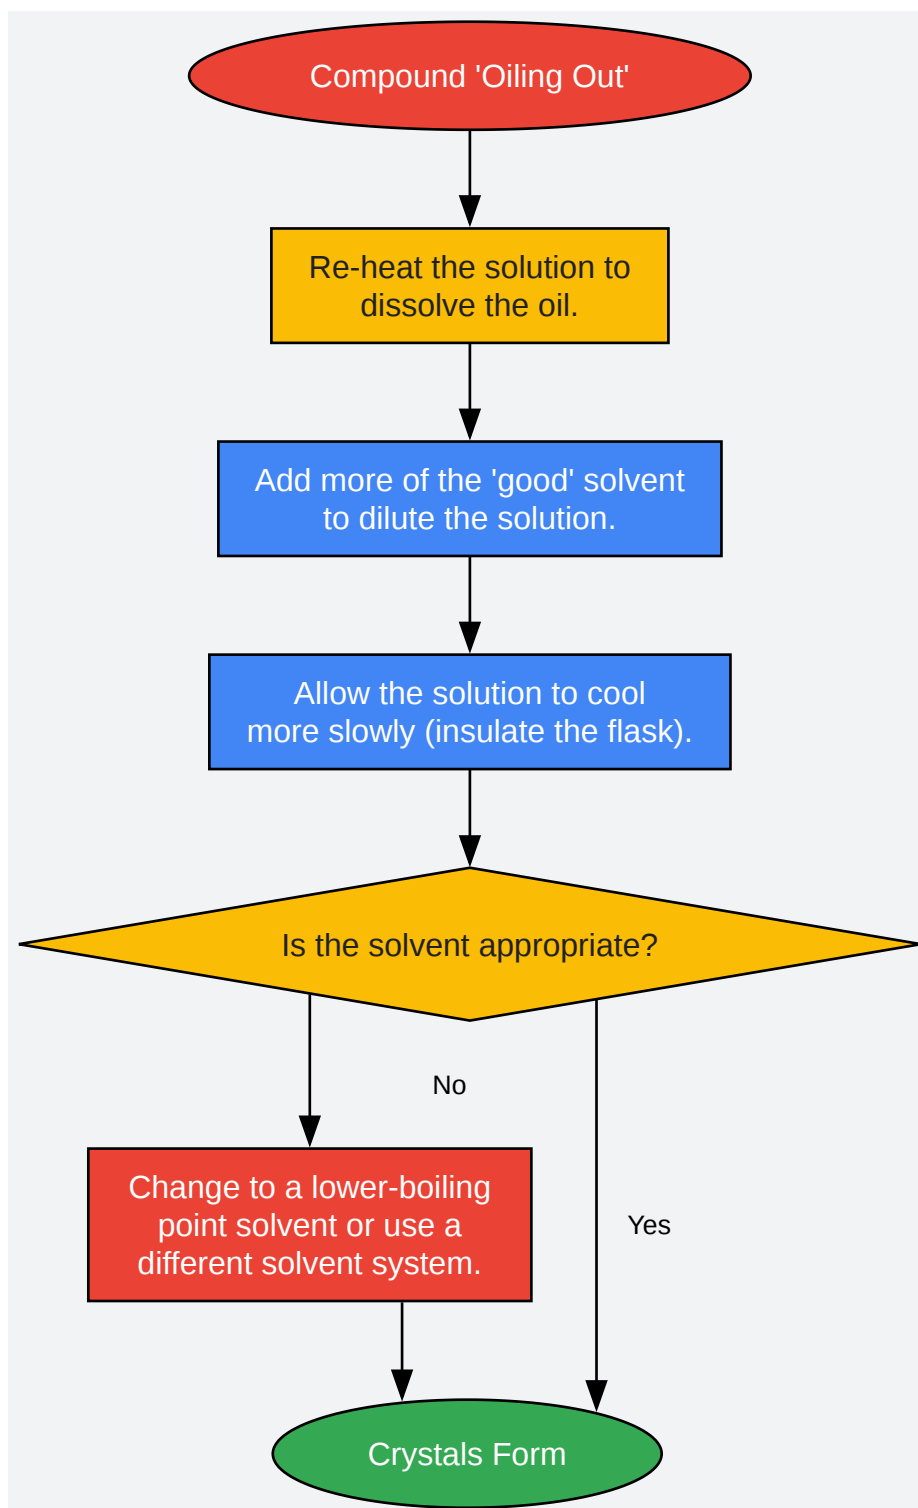 Compound 'Oiling Out'
Re-heat the solution to
dissolve the oil.
Add more of the 'good' solvent
to dilute the solution.
Allow the solution to cool
more slowly (insulate the flask).
Is the solvent appropriate?
No
Change to a lower-boiling
point solvent or use a
different solvent system.
Yes
Crystals Form